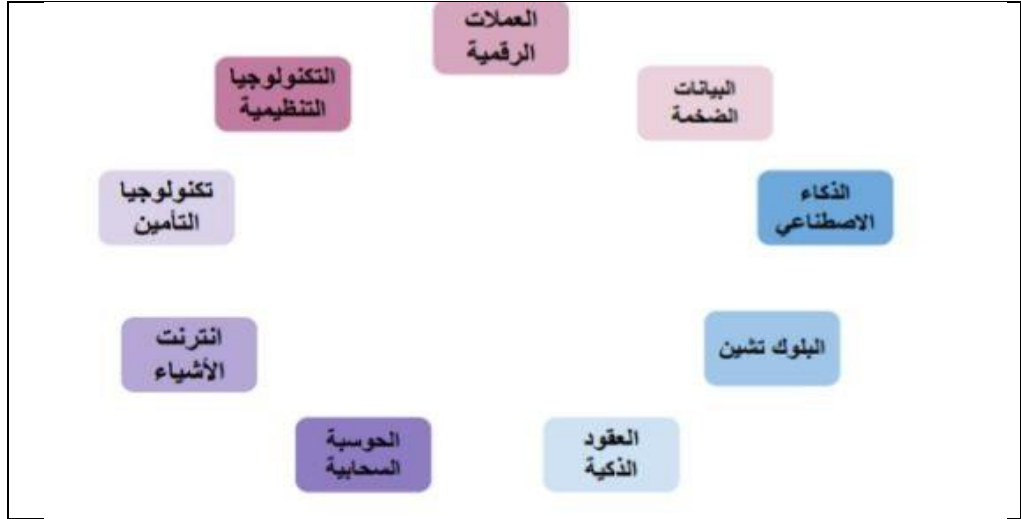 العملات
الرقمية
البيانات
الضخمة
الذكاء
الاصطناعي
البلوك تشين
العقود
الذكية
الحوسبة
السحابية
انترنت
الأشياء
تكنولوجيا
التأمين
التكنولوجيا
التنظيمية